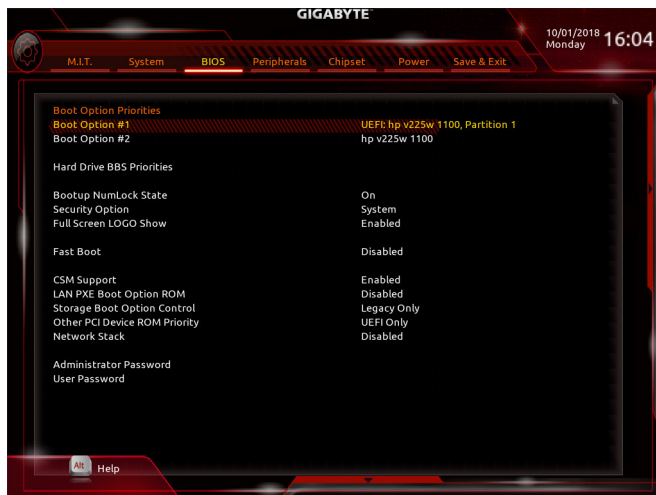 GIGABYTE™
10/01/2018 16:04
Monday
M.I.T. System BIOS Peripherals Chipset Power Save & Exit
Boot Option Priorities
Boot Option #1 UEFI: hp v225w 1100, Partition 1
Boot Option #2 hp v225w 1100
Hard Drive BBS Priorities
Bootup NumLock State On
Security Option System
Full Screen LOGO Show Enabled
Fast Boot Disabled
CSM Support Enabled
LAN PXE Boot Option ROM Disabled
Storage Boot Option Control Legacy Only
Other PCI Device ROM Priority UEFI Only
Network Stack Disabled
Administrator Password
User Password
Alt Help